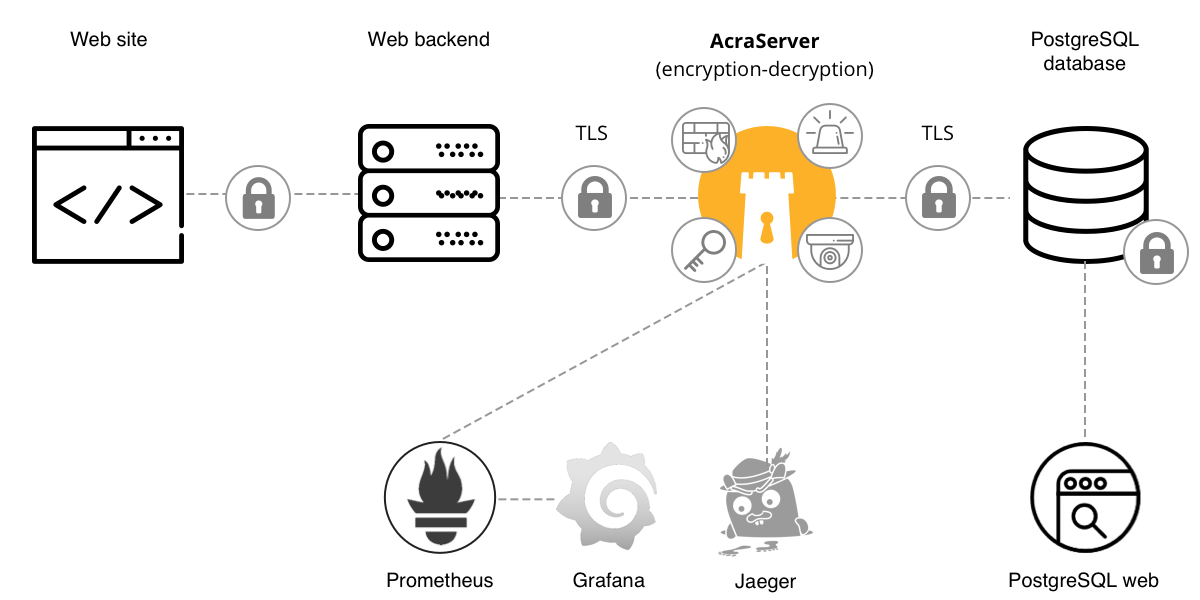 Web site
Web backend
AcraServer
(encryption-decryption)
PostgreSQL
database
TLS
TLS
</>
Prometheus
Grafana
Jaeger
PostgreSQL web